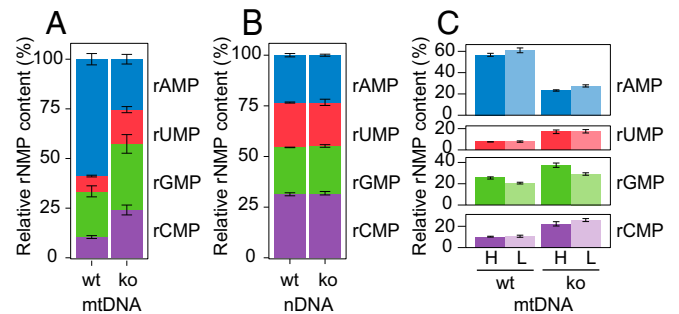 A
Relative rNMP content (%)
100
75
50
25
0
rAMP
rUMP
rGMP
rCMP
wt ko
mtDNA
B
Relative rNMP content (%)
100
75
50
25
0
rAMP
rUMP
rGMP
rCMP
wt ko
nDNA
C
Relative rNMP content (%)
60
40
20
0
rAMP
20
0
rUMP
40
20
0
rGMP
20
0
rCMP
H L H L
wt ko
mtDNA